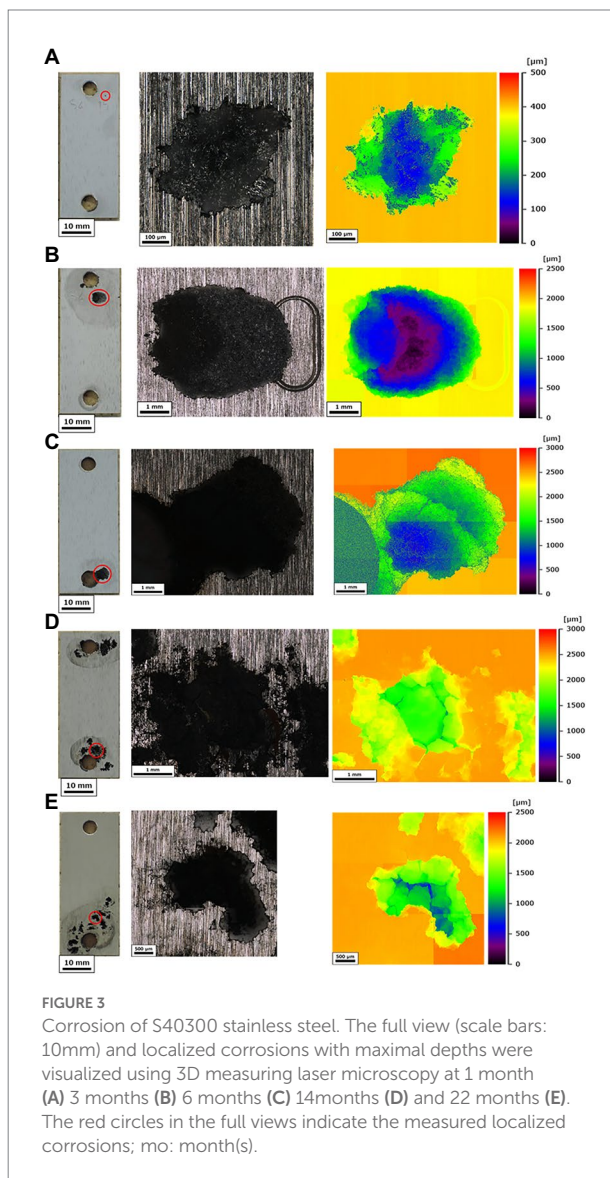 A
[µm]
500
400
300
200
100
0
10 mm
100 µm
100 µm
B
[µm]
2500
2000
1500
1000
500
0
10 mm
1 mm
1 mm
C
[µm]
3000
2500
2000
1500
1000
500
0
10 mm
1 mm
1 mm
D
[µm]
3000
2500
2000
1500
1000
500
0
10 mm
1 mm
1 mm
E
[µm]
2500
2000
1500
1000
500
0
10 mm
500 µm
500 µm
FIGURE 3
Corrosion of S40300 stainless steel. The full view (scale bars:
10mm) and localized corrosions with maximal depths were
visualized using 3D measuring laser microscopy at 1 month
(A) 3 months (B) 6 months (C) 14months (D) and 22 months (E).
The red circles in the full views indicate the measured localized
corrosions; mo: month(s).